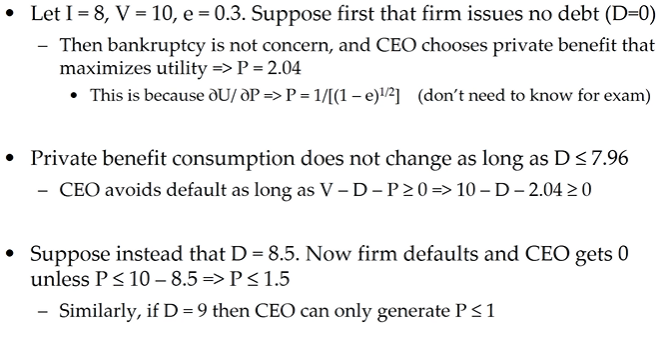 • Let I = 8, V = 10, e = 0.3. Suppose first that firm issues no debt (D=0)
– Then bankruptcy is not concern, and CEO chooses private benefit that
maximizes utility => P = 2.04
• This is because ∂U/ ∂P => P = 1/[(1 – e)^{1/2}] (don't need to know for exam)
• Private benefit consumption does not change as long as D ≤ 7.96
– CEO avoids default as long as V – D – P ≥ 0 => 10 – D – 2.04 ≥ 0
• Suppose instead that D = 8.5. Now firm defaults and CEO gets 0
unless P ≤ 10 – 8.5 => P ≤ 1.5
– Similarly, if D = 9 then CEO can only generate P ≤ 1